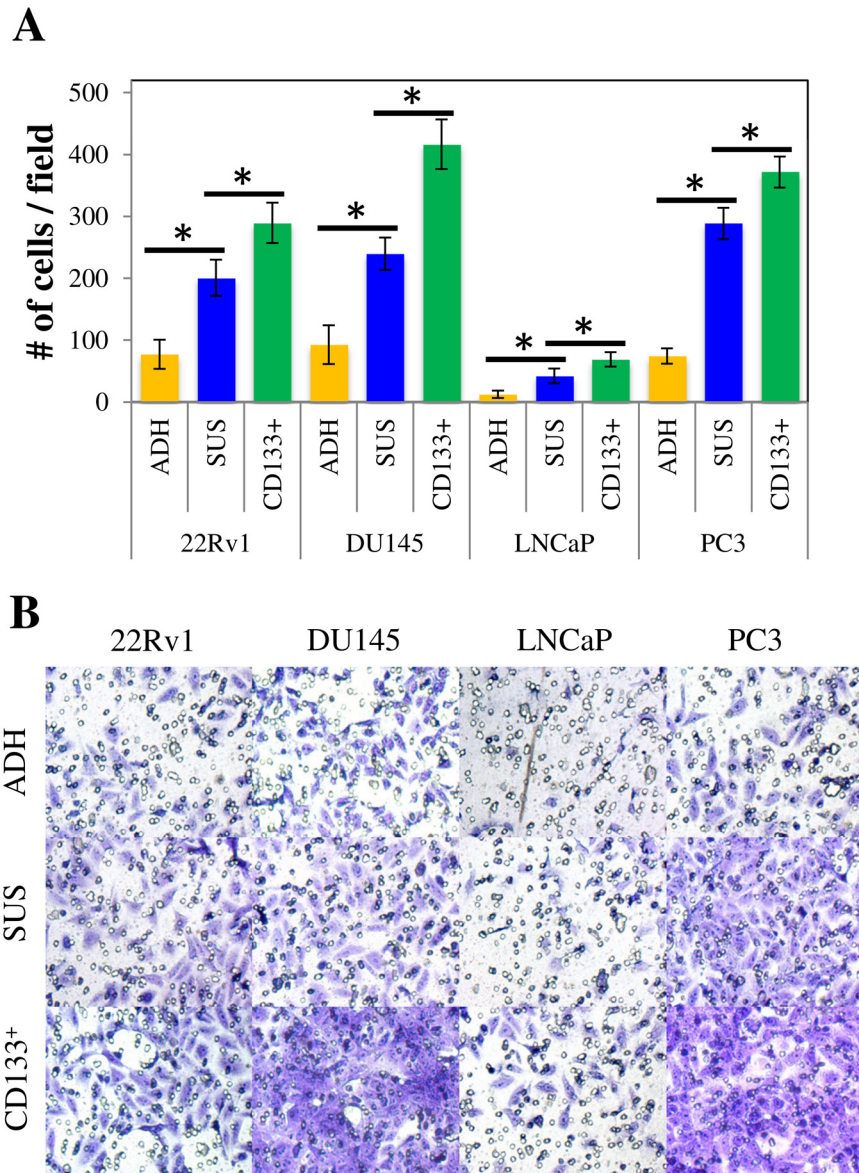 A
# of cells / field
500
400
300
200
100
0
* * * * * * * *
ADH SUS CD133+ ADH SUS CD133+ ADH SUS CD133+ ADH SUS CD133+
22Rv1 DU145 LNCaP PC3
B
22Rv1 DU145 LNCaP PC3
ADH
SUS
CD133+